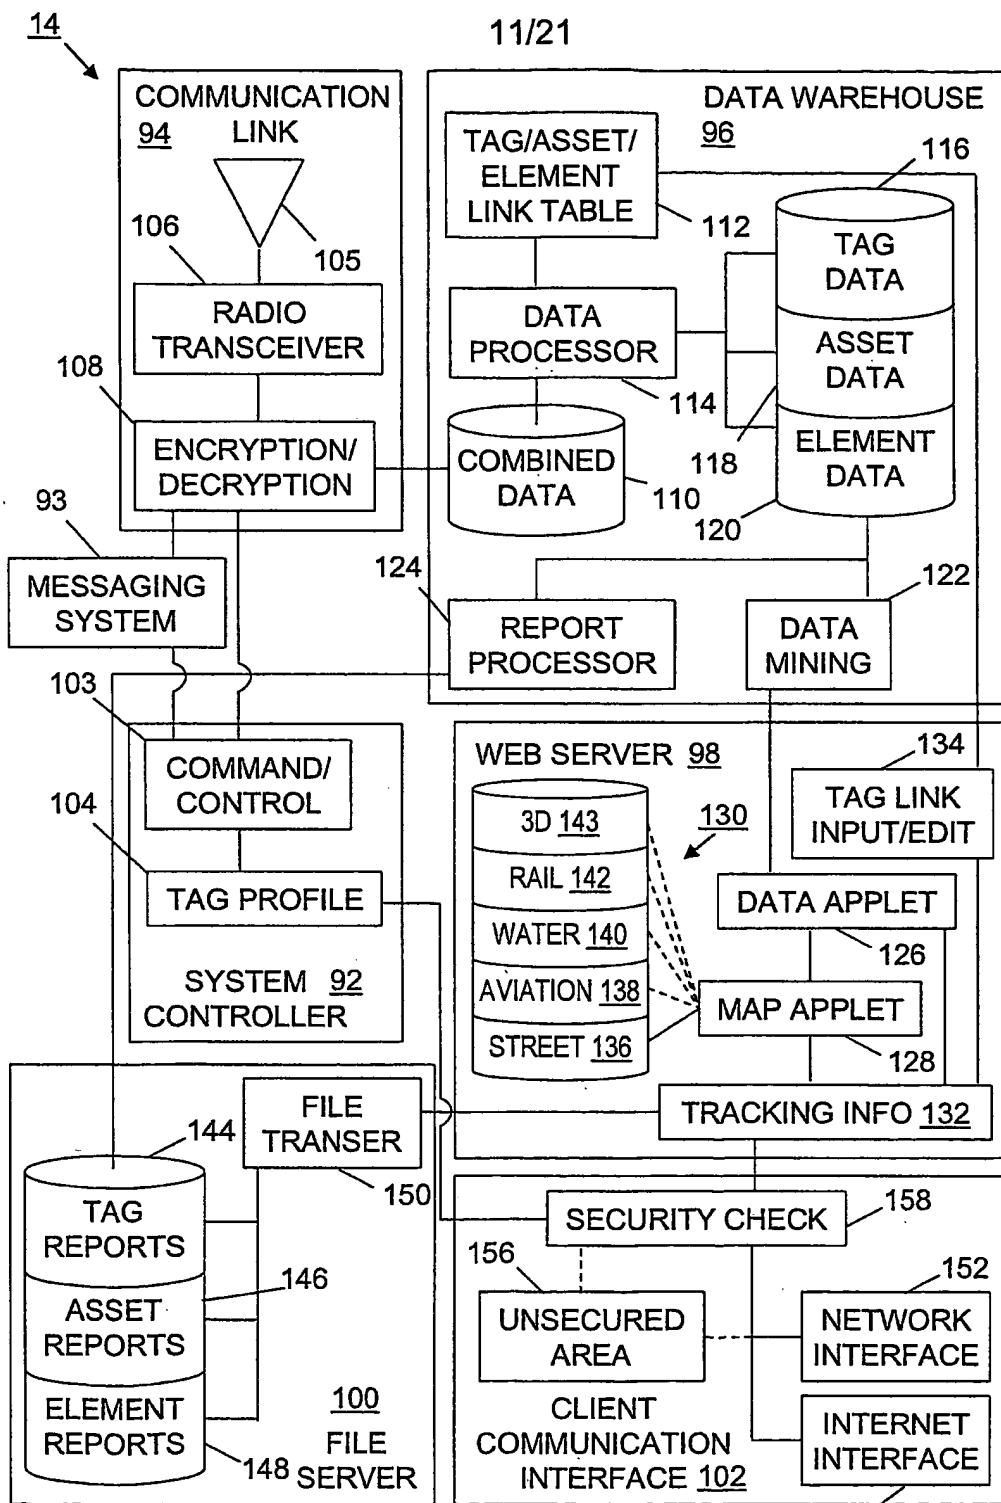 14
11/21
COMMUNICATION
94 LINK
106
105
RADIO
TRANSCEIVER
108
ENCRYPTION/
DECRYPTION
93
MESSAGING
SYSTEM
DATA WAREHOUSE
96
TAG/ASSET/
ELEMENT
LINK TABLE
112
116
TAG
DATA
ASSET
DATA
ELEMENT
DATA
DATA
PROCESSOR
114
118
120
COMBINED
DATA
110
124
REPORT
PROCESSOR
122
DATA
MINING
103
COMMAND/
CONTROL
104
TAG PROFILE
SYSTEM 92
CONTROLLER
WEB SERVER 98
3D 143
RAIL 142
WATER 140
AVIATION 138
STREET 136
130
134
TAG LINK
INPUT/EDIT
DATA APPLET
126
MAP APPLET
128
TRACKING INFO 132
FILE
TRANSER
150
144
TAG
REPORTS
146
ASSET
REPORTS
ELEMENT
REPORTS
148
100
FILE
SERVER
SECURITY CHECK
158
156
UNSECURED
AREA
152
NETWORK
INTERFACE
INTERNET
INTERFACE
CLIENT
COMMUNICATION
INTERFACE 102